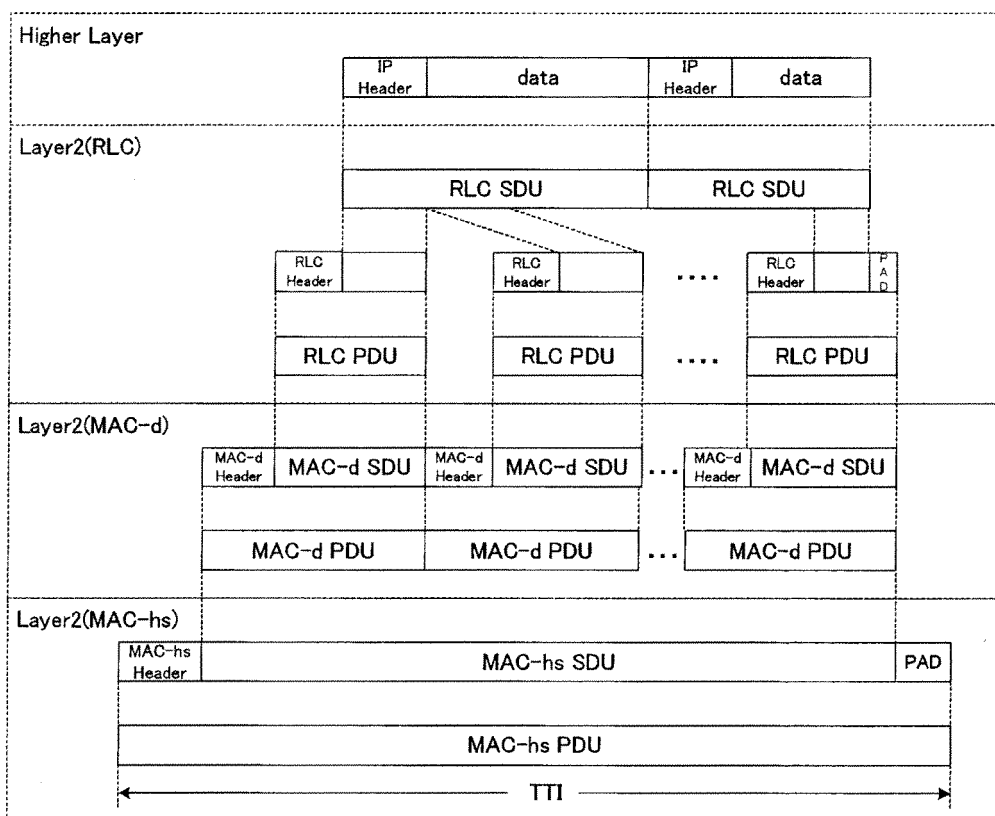 Higher Layer
IP Header data IP Header data
Layer2(RLC)
RLC SDU RLC SDU
RLC Header RLC Header .... RLC Header PAD
RLC PDU RLC PDU .... RLC PDU
Layer2(MAC-d)
MAC-d Header MAC-d SDU MAC-d Header MAC-d SDU ... MAC-d Header MAC-d SDU
MAC-d PDU MAC-d PDU ... MAC-d PDU
Layer2(MAC-hs)
MAC-hs Header MAC-hs SDU PAD
MAC-hs PDU
TTI